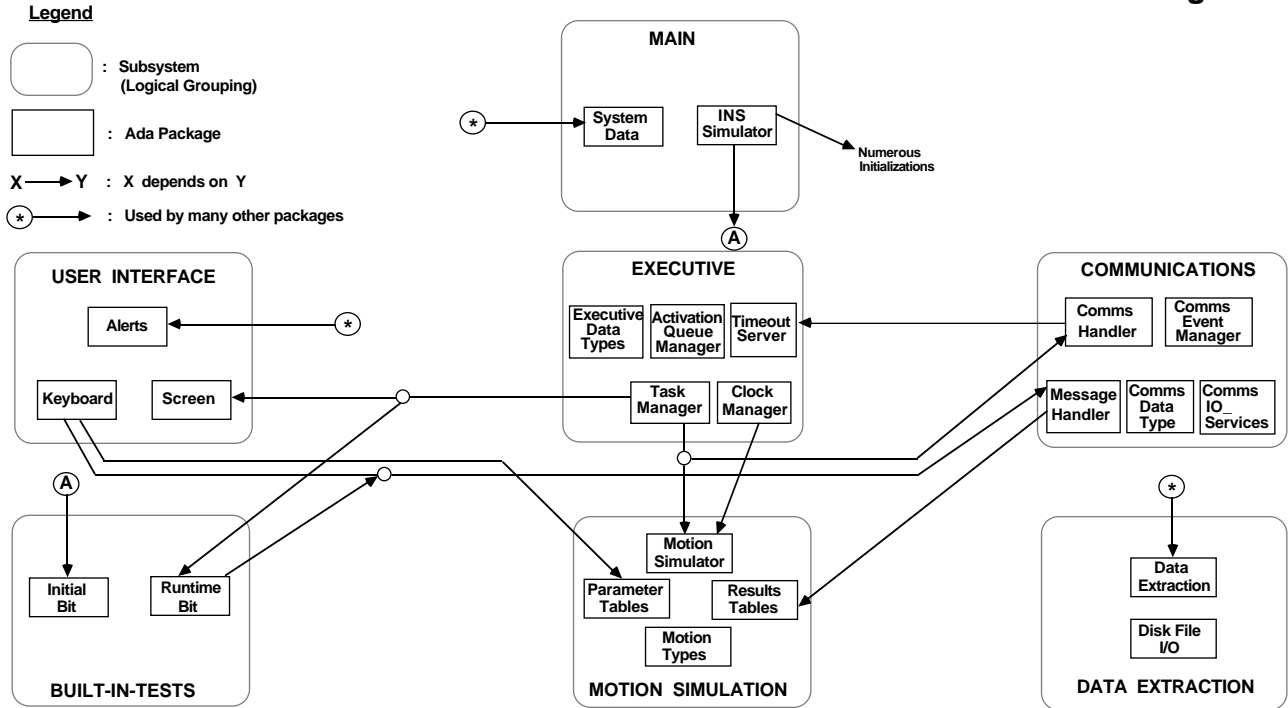 Legend
: Subsystem
(Logical Grouping)
: Ada Package
X Y : X depends on Y
* : Used by many other packages
MAIN
*
System
Data
INS
Simulator
Numerous
Initializations
A
USER INTERFACE
Alerts
*
Keyboard
Screen
EXECUTIVE
Executive
Data
Types
Activation
Queue
Manager
Timeout
Server
Task
Manager
Clock
Manager
COMMUNICATIONS
Comms
Handler
Comms
Event
Manager
Message
Handler
Comms
Data
Type
Comms
IO_
Services
A
Initial
Bit
Runtime
Bit
BUILT-IN-TESTS
Motion
Simulator
Parameter
Tables
Results
Tables
Motion
Types
MOTION SIMULATION
*
Data
Extraction
Disk File
I/O
DATA EXTRACTION